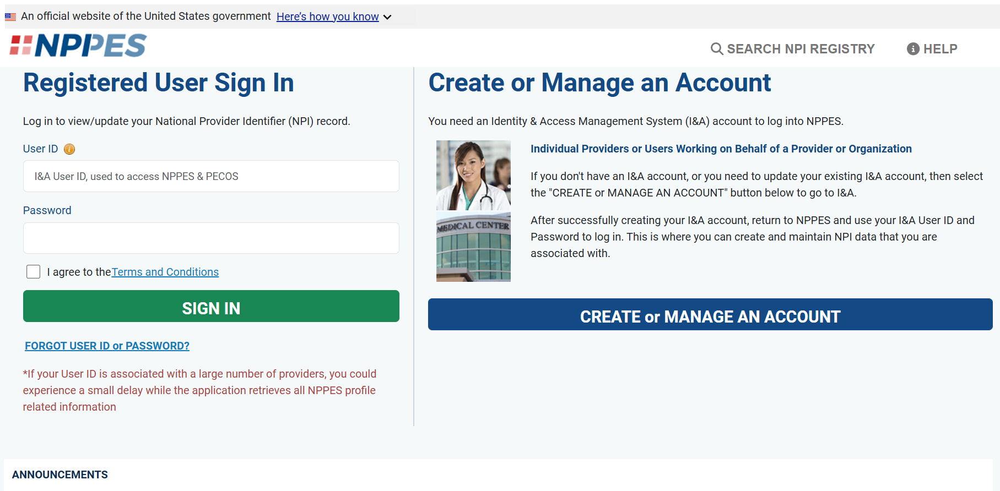 An official website of the United States government Here's how you know
NPPES
SEARCH NPI REGISTRY
HELP
Registered User Sign In
Log in to view/update your National Provider Identifier (NPI) record.
User ID
I&A User ID, used to access NPPES & PECOS
Password
I agree to theTerms and Conditions
SIGN IN
FORGOT USER ID or PASSWORD?
*If your User ID is associated with a large number of providers, you could
experience a small delay while the application retrieves all NPPES profile
related information
Create or Manage an Account
You need an Identity & Access Management System (I&A) account to log into NPPES.
MEDICAL CENTER
Individual Providers or Users Working on Behalf of a Provider or Organization
If you don't have an I&A account, or you need to update your existing I&A account, then select
the "CREATE or MANAGE AN ACCOUNT" button below to go to I&A.
After successfully creating your I&A account, return to NPPES and use your I&A User ID and
Password to log in. This is where you can create and maintain NPI data that you are
associated with.
CREATE or MANAGE AN ACCOUNT
ANNOUNCEMENTS